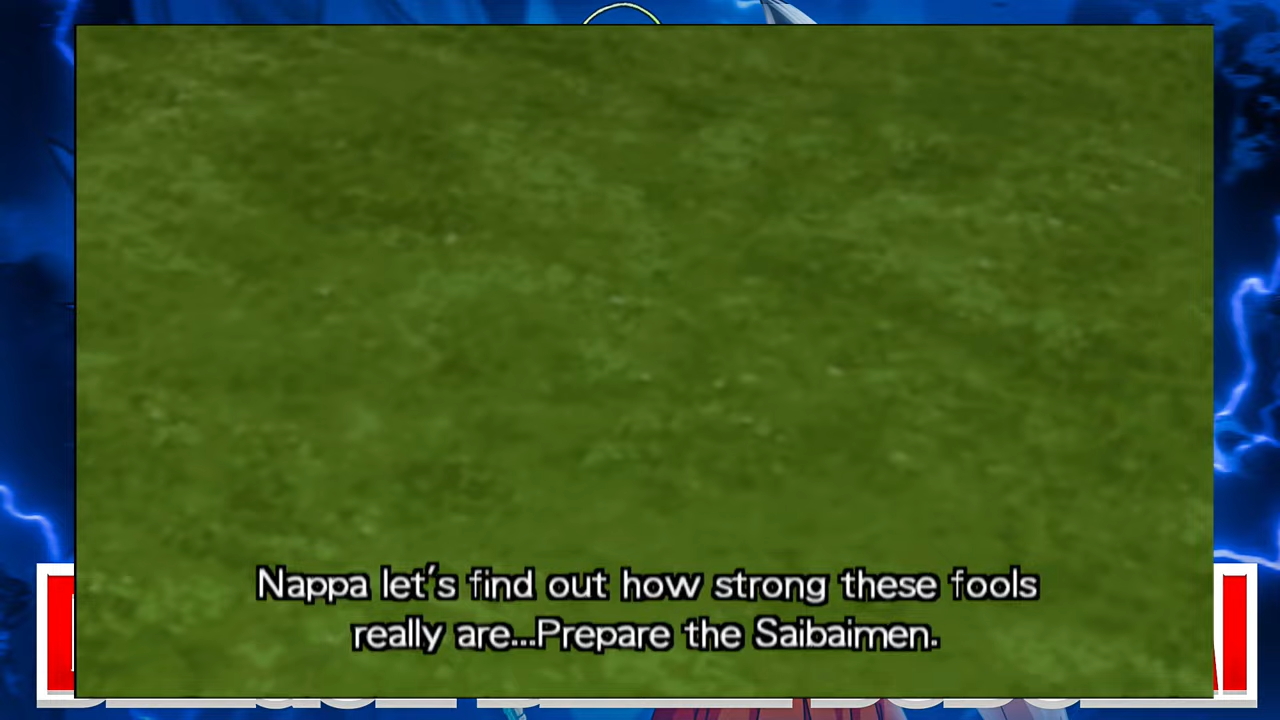 Nappa let's find out how strong these fools
really are...Prepare the Saibaimen.